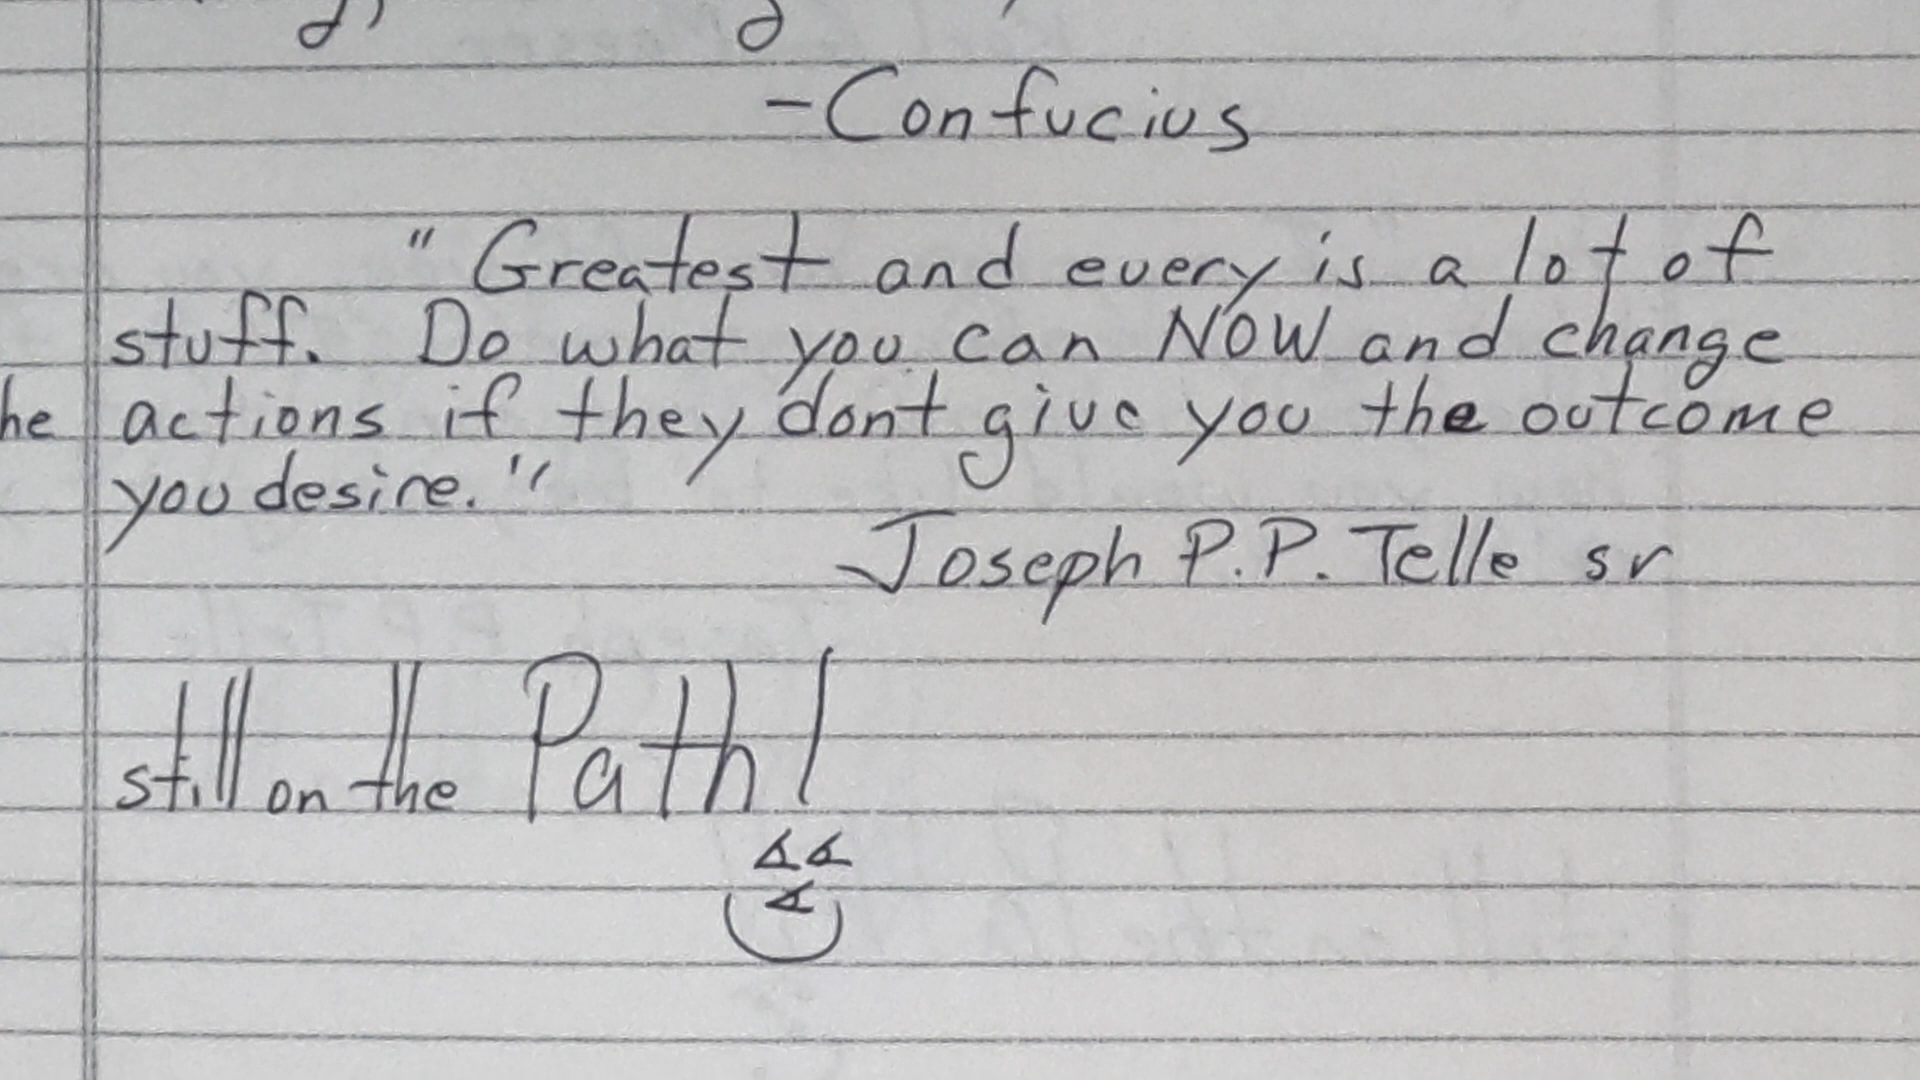 -Confucius
"Greatest and every is a lot of
stuff. Do what you can NOW and change
he actions if they dont give you the outcome
you desire."
-Joseph P.P. Telle sr
still on the Path!